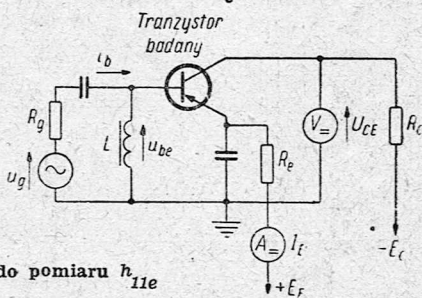 Tranzystor
badany
i_b
R_g
u_g
L
u_be
V=
U_CE
R_c
R_e
A=
I_E
-E_c
+E_E
do pomiaru h_11e